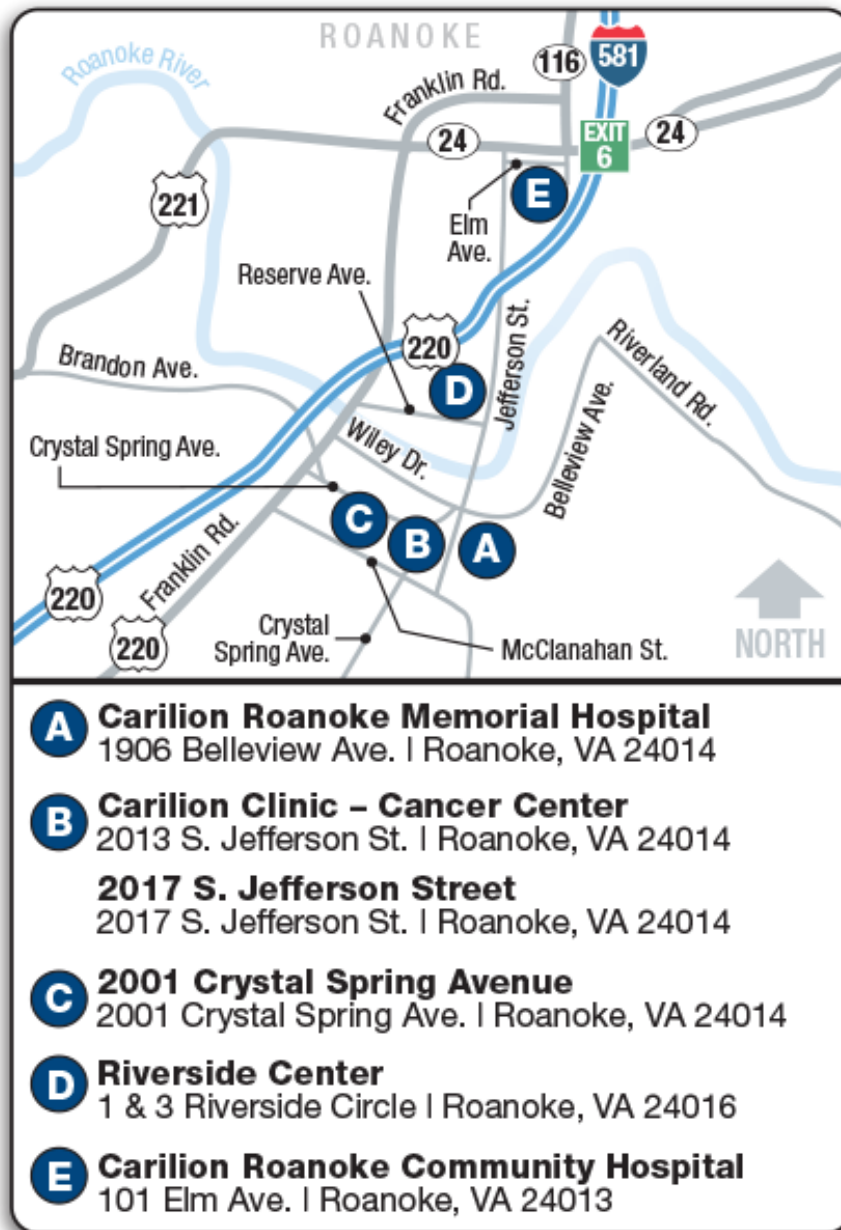 ROANOKE
Roanoke River
116
581
Franklin Rd.
24
EXIT
6
24
221
E
Elm
Ave.
Reserve Ave.
220
Jefferson St.
Riverland Rd.
Brandon Ave.
D
Belleview Ave.
Wiley Dr.
Crystal Spring Ave.
C
B
A
Franklin Rd.
220
220
Crystal
Spring Ave.
McClanahan St.
NORTH
A Carilion Roanoke Memorial Hospital
1906 Belleview Ave. | Roanoke, VA 24014
B Carilion Clinic – Cancer Center
2013 S. Jefferson St. | Roanoke, VA 24014
2017 S. Jefferson Street
2017 S. Jefferson St. | Roanoke, VA 24014
C 2001 Crystal Spring Avenue
2001 Crystal Spring Ave. | Roanoke, VA 24014
D Riverside Center
1 & 3 Riverside Circle | Roanoke, VA 24016
E Carilion Roanoke Community Hospital
101 Elm Ave. | Roanoke, VA 24013